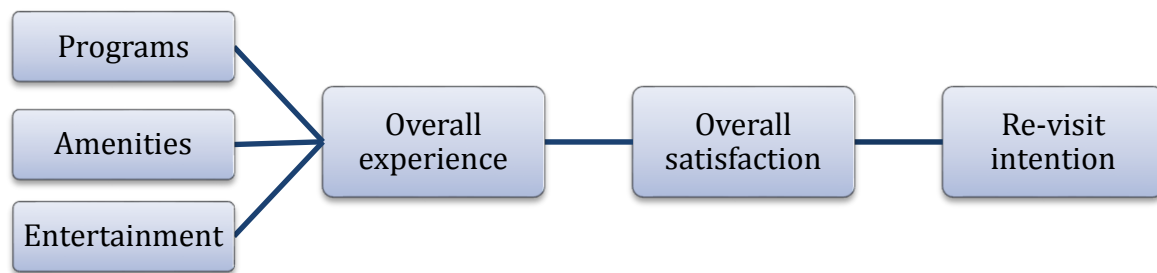 Programs
Amenities
Entertainment
Overall
experience
Overall
satisfaction
Re-visit
intention